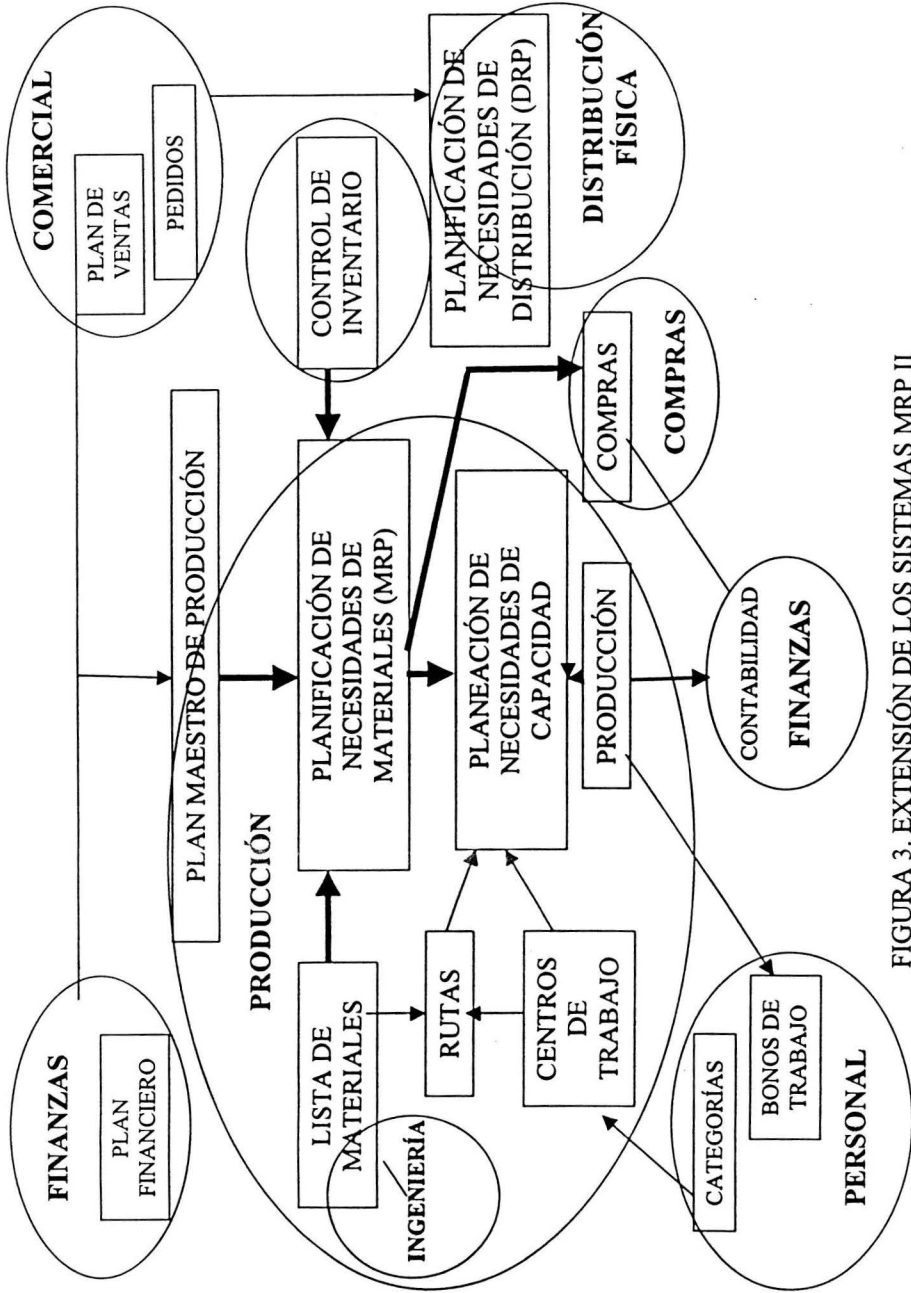 FINANZAS
PLAN
FINANCIERO
COMERCIAL
PLAN DE
VENTAS
PEDIDOS
PLAN MAESTRO DE PRODUCCIÓN
PRODUCCIÓN
LISTA DE
MATERIALES
INGENIERÍA
PLANIFICACIÓN DE
NECESIDADES DE
MATERIALES (MRP)
CONTROL DE
INVENTARIO
RUTAS
CENTROS
DE
TRABAJO
PLANEACIÓN DE
NECESIDADES DE
CAPACIDAD
PLANIFICACIÓN DE
NECESIDADES DE
DISTRIBUCIÓN (DRP)
DISTRIBUCIÓN
FÍSICA
PRODUCCIÓN
COMPRAS
COMPRAS
CATEGORÍAS
BONOS DE
TRABAJO
PERSONAL
CONTABILIDAD
FINANZAS
FIGURA 3. EXTENSIÓN DE LOS SISTEMAS MRP II